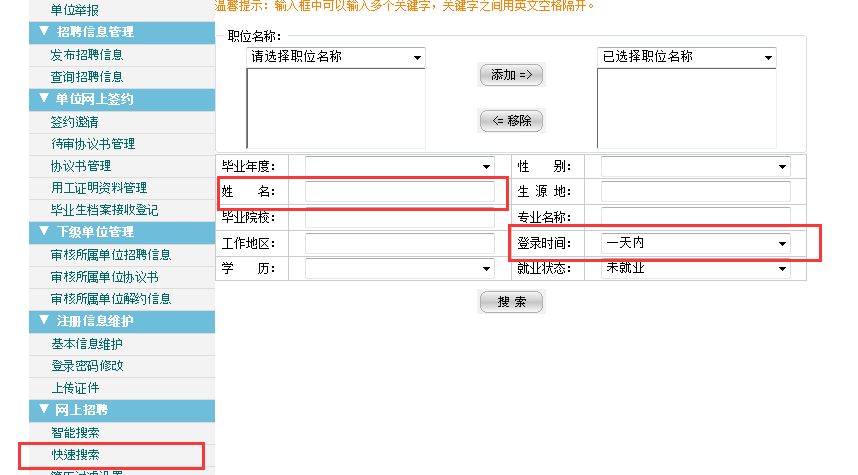 单位举报
招聘信息管理
发布招聘信息
查询招聘信息
单位网上签约
签约邀请
待审协议书管理
协议书管理
用工证明资料管理
毕业生档案接收登记
下级单位管理
审核所属单位招聘信息
审核所属单位协议书
审核所属单位解约信息
注册信息维护
基本信息维护
登录密码修改
上传证件
网上招聘
智能搜索
快速搜索
温馨提示：输入框中可以输入多个关键字，关键字之间用英文空格隔开。
职位名称：
请选择职位名称 已选择职位名称
添加 =>
<= 移除
毕业年度： 性 别：
姓 名： 生 源 地：
毕业院校： 专业名称：
工作地区： 登录时间： 一天内
学 历： 就业状态： 未就业
搜 索